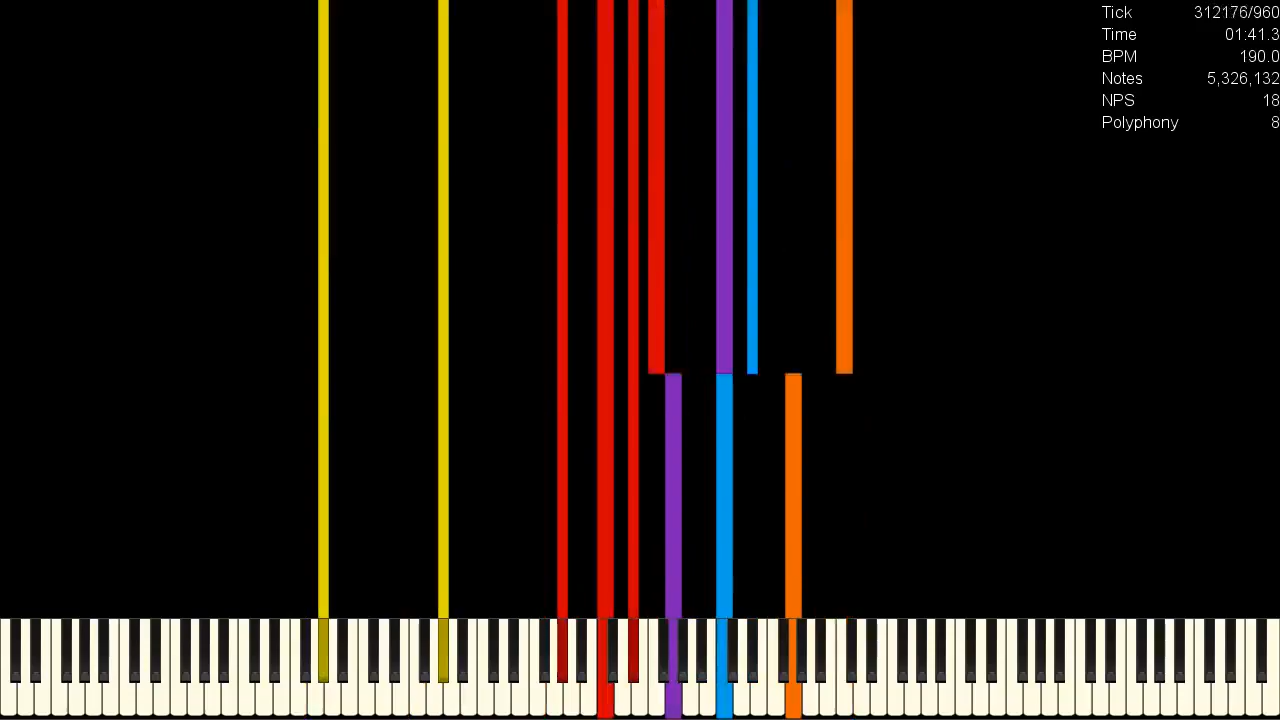 Tick 312176/960
Time 01:41.3
BPM 190.0
Notes 5,326,132
NPS 18
Polyphony 8